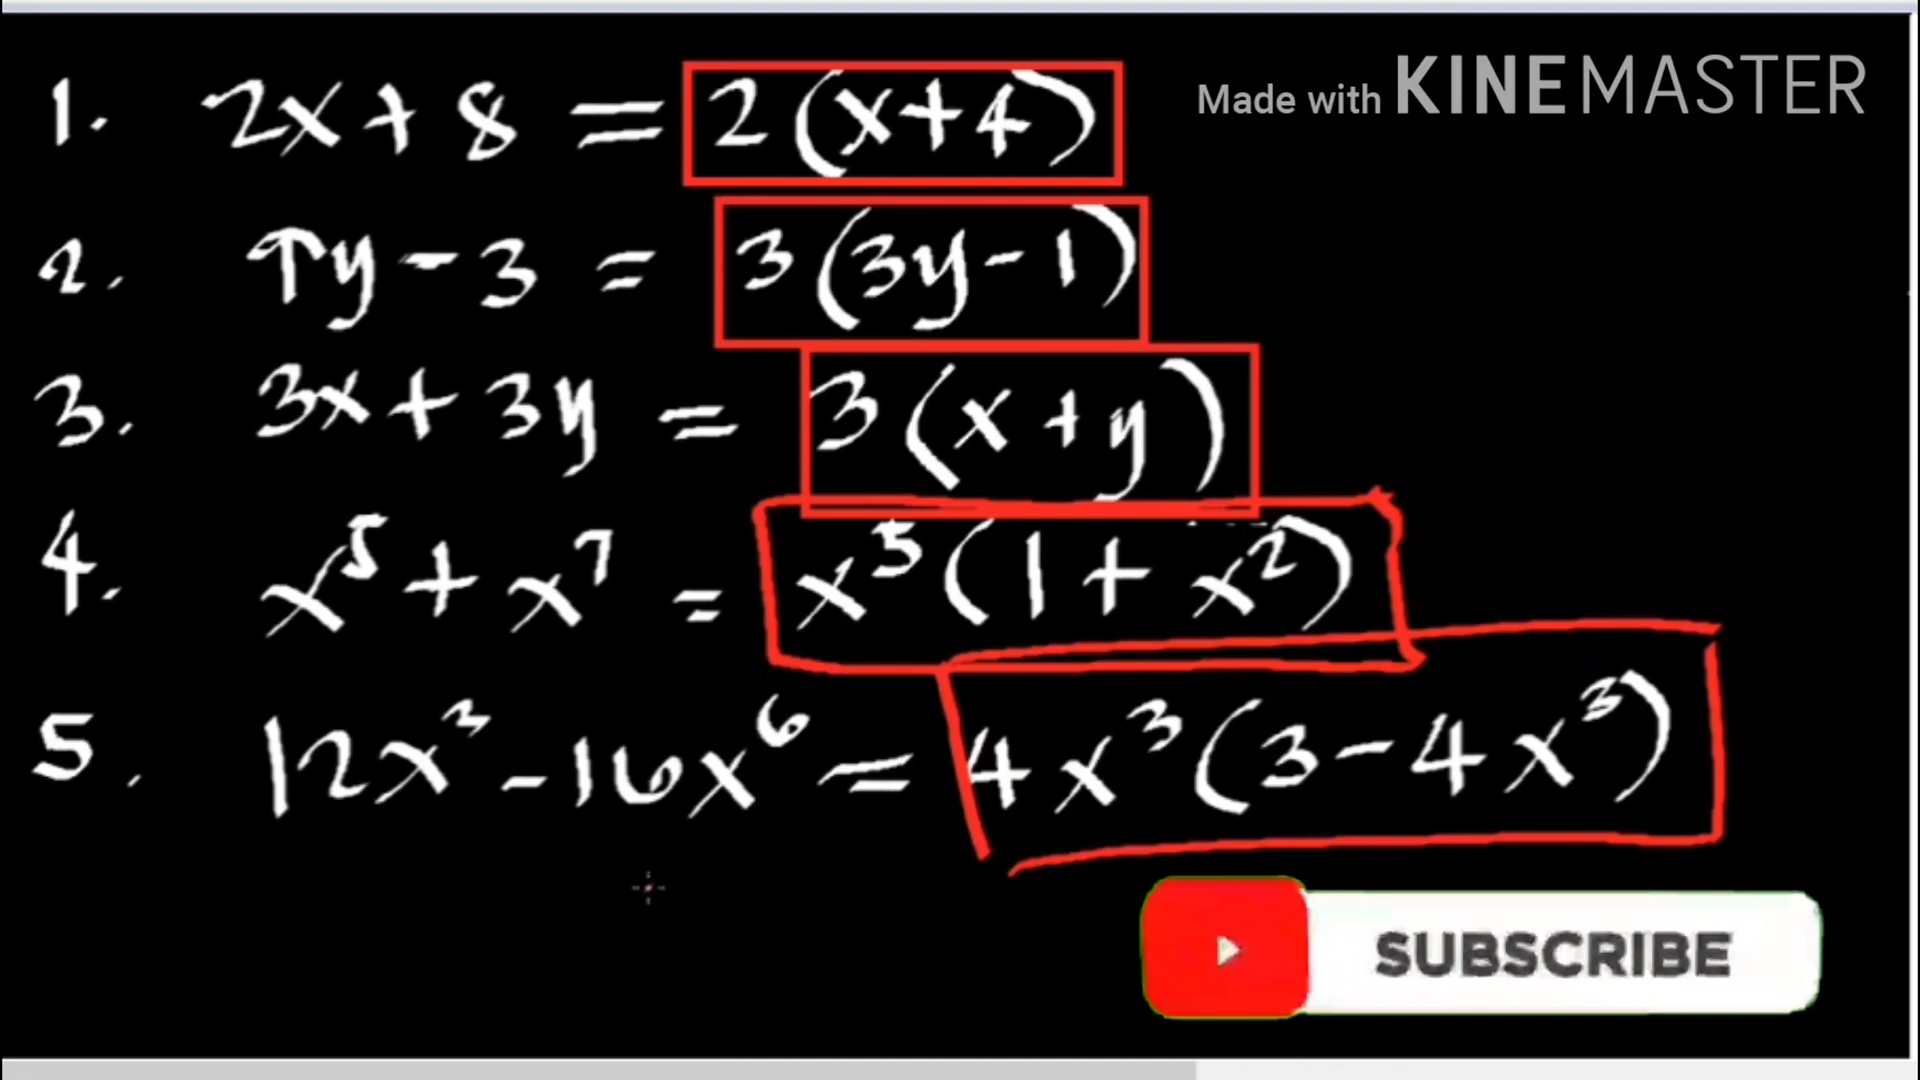 1. 2x + 8 = 2(x+4)
Made with KINEMASTER
2. 9y - 3 = 3(3y - 1)
3. 3x + 3y = 3(x + y)
4. x⁵ + x⁷ = x⁵(1 + x²)
5. 12x³ - 16x⁶ = 4x³(3 - 4x³)
SUBSCRIBE